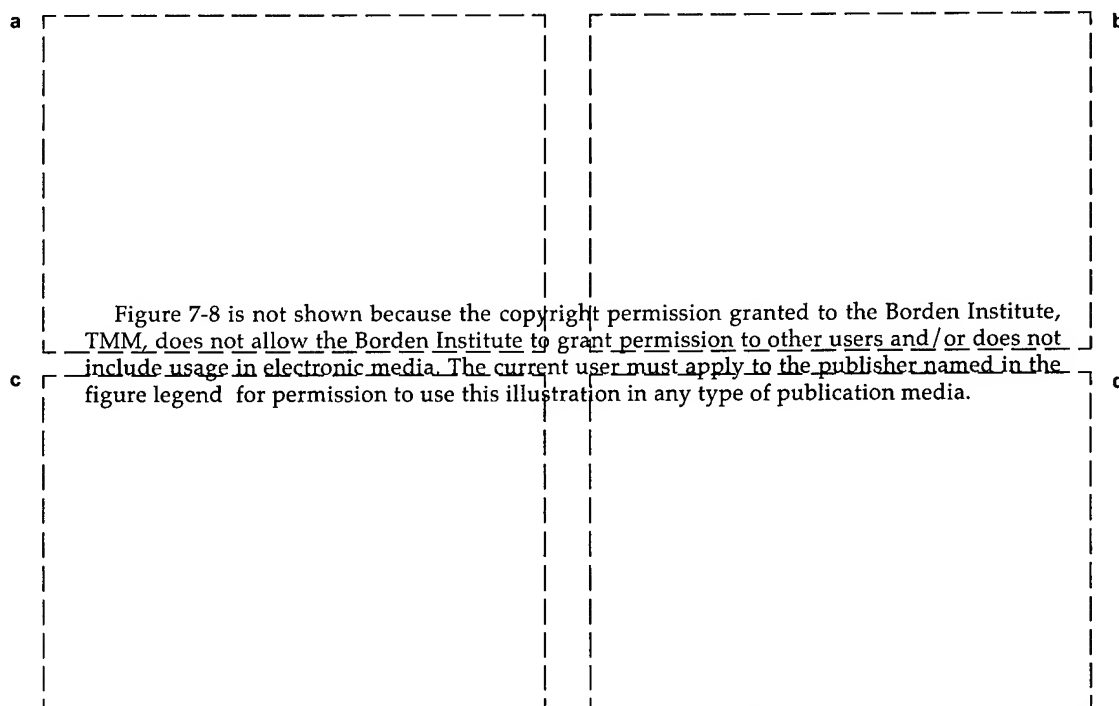 a
b
Figure 7-8 is not shown because the copyright permission granted to the Borden Institute,
TMM, does not allow the Borden Institute to grant permission to other users and/or does not
include usage in electronic media. The current user must apply to the publisher named in the
figure legend for permission to use this illustration in any type of publication media.
c
d